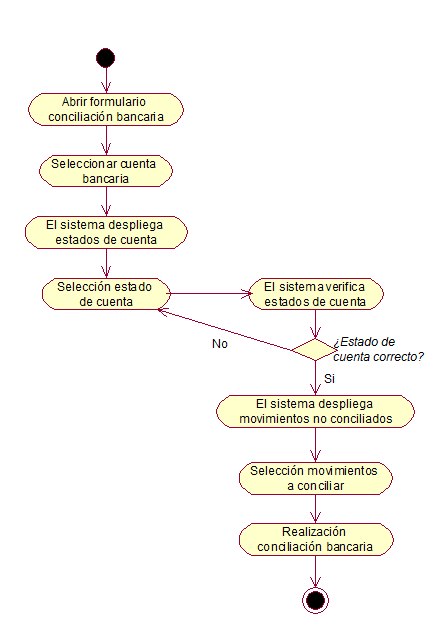 Abrir formulario
conciliación bancaria
Seleccionar cuenta
bancaria
El sistema despliega
estados de cuenta
Selección estado
de cuenta
El sistema verifica
estados de cuenta
¿Estado de
cuenta correcto?
No
Si
El sistema despliega
movimientos no conciliados
Selección movimientos
a conciliar
Realización
conciliación bancaria